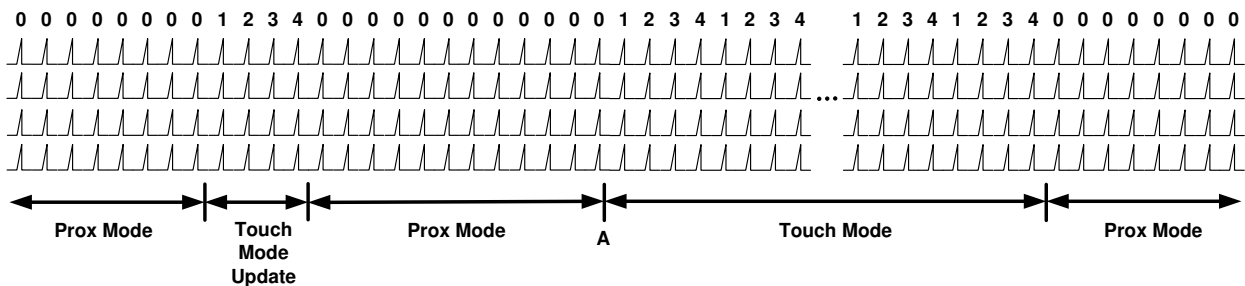 0 0 0 0 0 0 0 0 1 2 3 4 0 0 0 0 0 0 0 0 0 0 0 0 1 2 3 4 1 2 3 4 1 2 3 4 1 2 3 4 0 0 0 0 0 0 0 0
...
Prox Mode
Touch
Mode
Update
Prox Mode
A
Touch Mode
Prox Mode